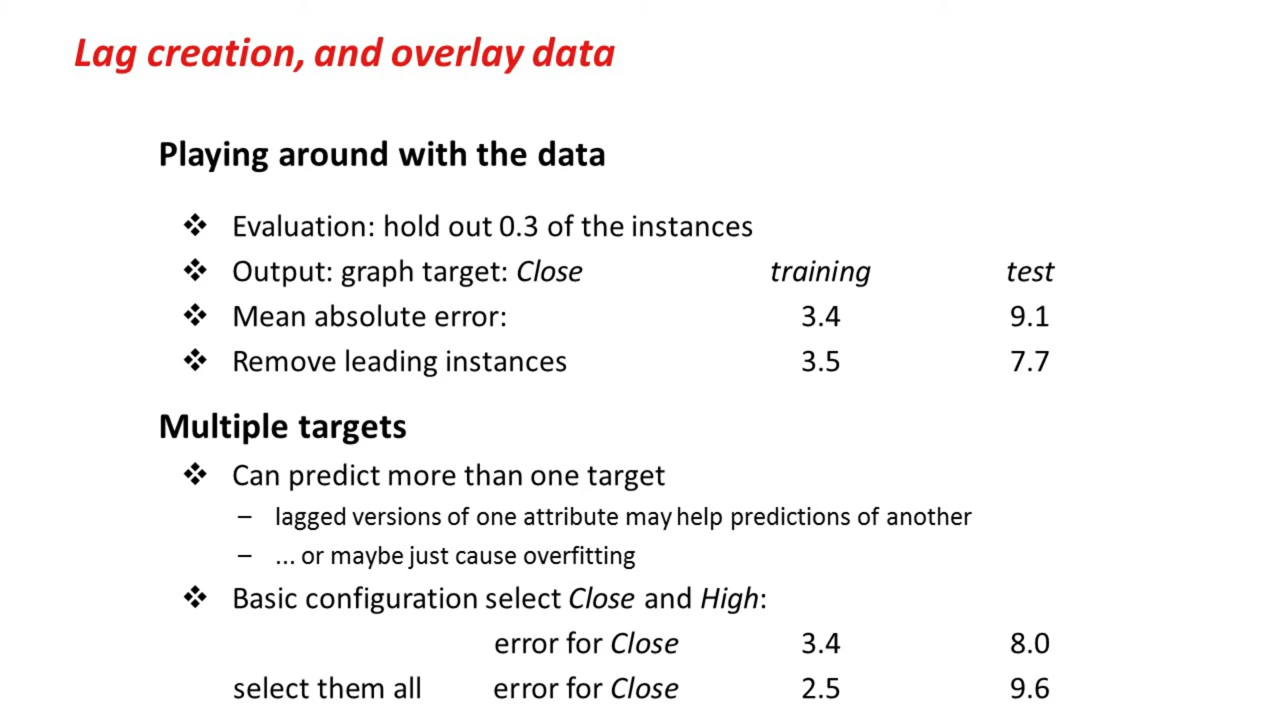 Lag creation, and overlay data
Playing around with the data
❖ Evaluation: hold out 0.3 of the instances
❖ Output: graph target: Close training test
❖ Mean absolute error: 3.4 9.1
❖ Remove leading instances 3.5 7.7
Multiple targets
❖ Can predict more than one target
– lagged versions of one attribute may help predictions of another
– ... or maybe just cause overfitting
❖ Basic configuration select Close and High:
error for Close 3.4 8.0
select them all error for Close 2.5 9.6